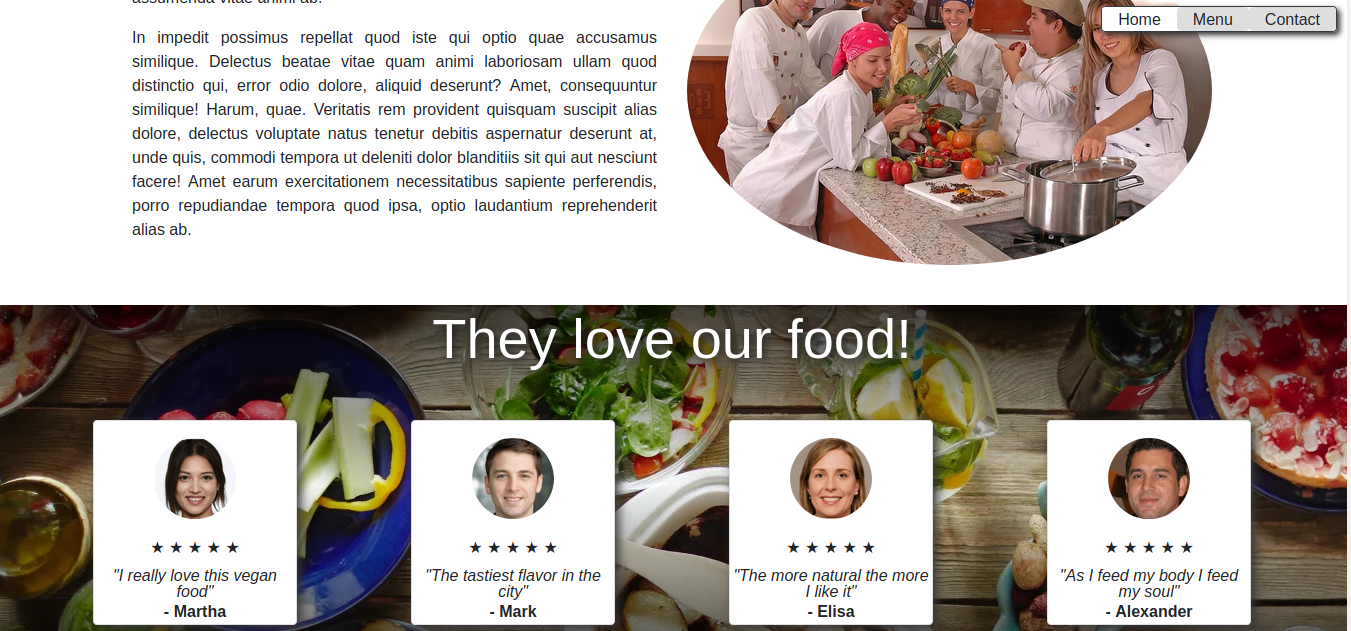 assumenda vitae animi ab.
Home Menu Contact
In impedit possimus repellat quod iste qui optio quae accusamus
similique. Delectus beatae vitae quam animi laboriosam ullam quod
distinctio qui, error odio dolore, aliquid deserunt? Amet, consequuntur
similique! Harum, quae. Veritatis rem provident quisquam suscipit alias
dolore, delectus voluptate natus tenetur debitis aspernatur deserunt at,
unde quis, commodi tempora ut deleniti dolor blanditiis sit qui aut nesciunt
facere! Amet earum exercitationem necessitatibus sapiente perferendis,
porro repudiandae tempora quod ipsa, optio laudantium reprehenderit
alias ab.
They love our food!
★ ★ ★ ★ ★
"I really love this vegan
food"
- Martha
★ ★ ★ ★ ★
"The tastiest flavor in the
city"
- Mark
★ ★ ★ ★ ★
"The more natural the more
I like it"
- Elisa
★ ★ ★ ★ ★
"As I feed my body I feed
my soul"
- Alexander